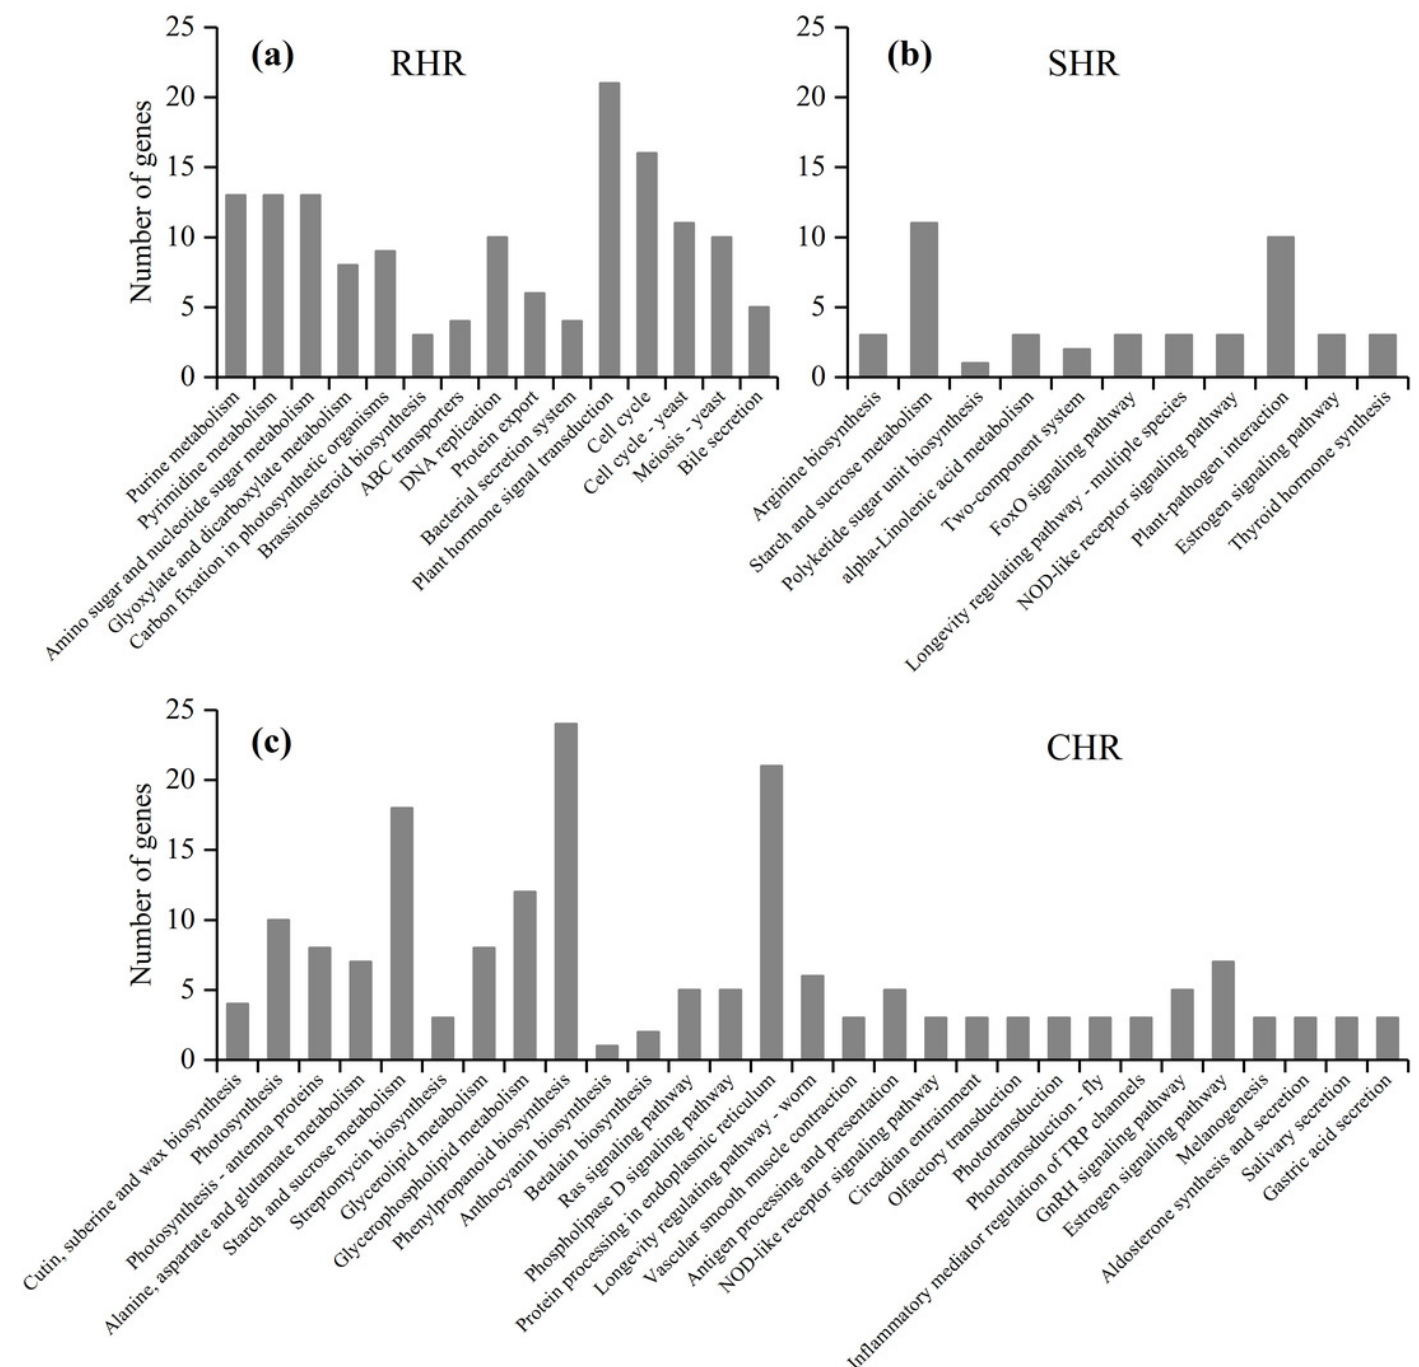 (a)
RHR
Number of genes
25
20
15
10
5
0
Purine metabolism
Pyrimidine metabolism
Amino sugar and nucleotide sugar metabolism
Glyoxylate and dicarboxylate metabolism
Carbon fixation in photosynthetic organisms
Brassinosteroid biosynthesis
ABC transporters
DNA replication
Protein export
Bacterial secretion system
Plant hormone signal transduction
Cell cycle
Cell cycle - yeast
Meiosis - yeast
Bile secretion
(b)
SHR
25
20
15
10
5
0
Arginine biosynthesis
Starch and sucrose metabolism
Polyketide sugar unit biosynthesis
alpha-Linolenic acid metabolism
Two-component system
FoxO signaling pathway
Longevity regulating pathway - multiple species
NOD-like receptor signaling pathway
Plant-pathogen interaction
Estrogen signaling pathway
Thyroid hormone synthesis
(c)
CHR
Number of genes
25
20
15
10
5
0
Cutin, suberine and wax biosynthesis
Photosynthesis
Photosynthesis - antenna proteins
Alanine, aspartate and glutamate metabolism
Starch and sucrose metabolism
Streptomycin biosynthesis
Glycerolipid metabolism
Glycerophospholipid metabolism
Phenylpropanoid biosynthesis
Anthocyanin biosynthesis
Betalain biosynthesis
Ras signaling pathway
Phospholipase D signaling pathway
Protein processing in endoplasmic reticulum
Longevity regulating pathway - worm
Vascular smooth muscle contraction
Antigen processing and presentation
NOD-like receptor signaling pathway
Circadian entrainment
Olfactory transduction
Phototransduction
Phototransduction - fly
Inflammatory mediator regulation of TRP channels
GnRH signaling pathway
Estrogen signaling pathway
Melanogenesis
Aldosterone synthesis and secretion
Salivary secretion
Gastric acid secretion